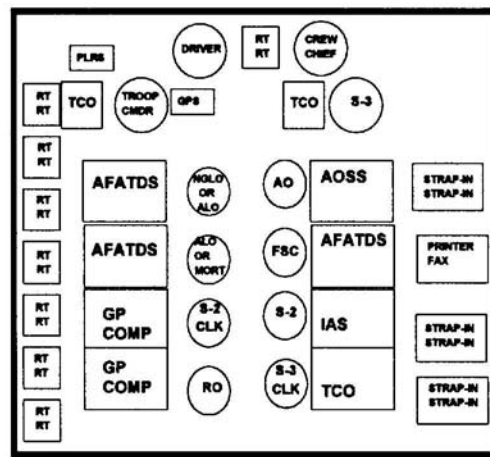 PLRS
DRIVER
RT
RT
CREW
CHIEF
RT
RT
TCO
TROOP
CMDR
GPS
TCO
S-3
RT
RT
AFATDS
NGLO
OR
ALO
AO
AOSS
STRAP-IN
STRAP-IN
RT
RT
AFATDS
ALO
OR
MORT
FSC
AFATDS
PRINTER
FAX
RT
RT
GP
COMP
S-2
CLK
S-2
IAS
STRAP-IN
STRAP-IN
RT
RT
GP
COMP
RO
S-3
CLK
TCO
STRAP-IN
STRAP-IN
RT
RT
RT
RT